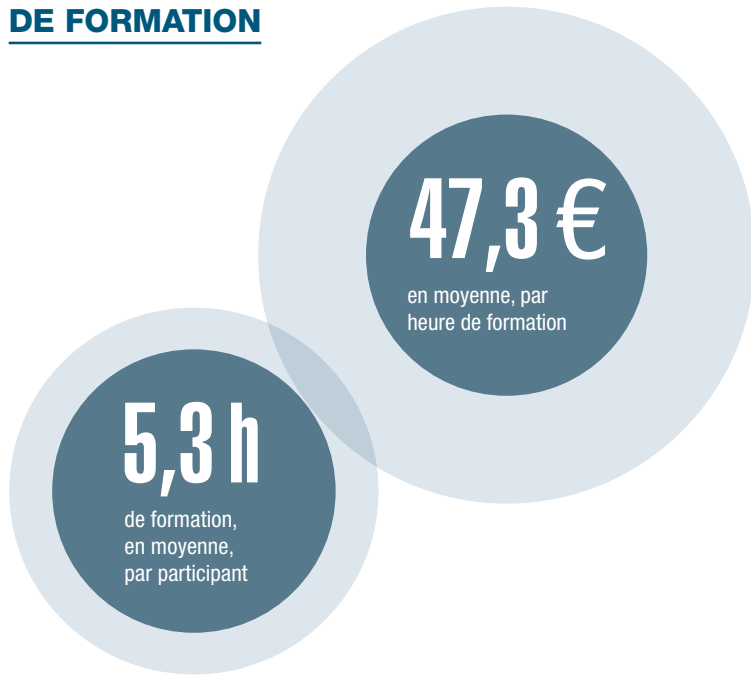 DE FORMATION
47,3 €
en moyenne, par
heure de formation
5,3 h
de formation,
en moyenne,
par participant